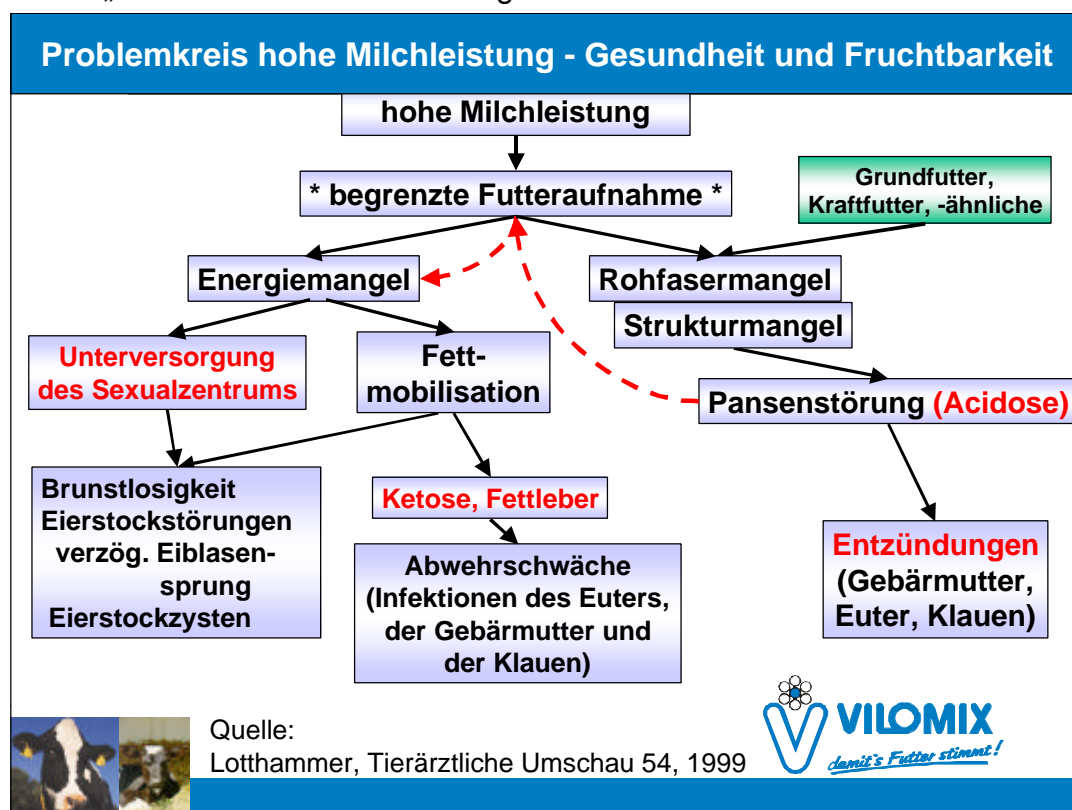 Problemkreis hohe Milchleistung - Gesundheit und Fruchtbarkeit
hohe Milchleistung
* begrenzte Futteraufnahme *
Grundfutter,
Kraftfutter, -ähnliche
Energiemangel
Rohfasermangel
Strukturmangel
Unterversorgung
des Sexualzentrums
Fett-
mobilisation
Pansenstörung (Acidose)
Brunstlosigkeit
Eierstockstörungen
verzög. Eiblasen-
sprung
Eierstockzysten
Ketose, Fettleber
Abwehrschwäche
(Infektionen des Euters,
der Gebärmutter und
der Klauen)
Entzündungen
(Gebärmutter,
Euter, Klauen)
Quelle:
Lotthammer, Tierärztliche Umschau 54, 1999
VILOMIX
damit's Futter stimmt!